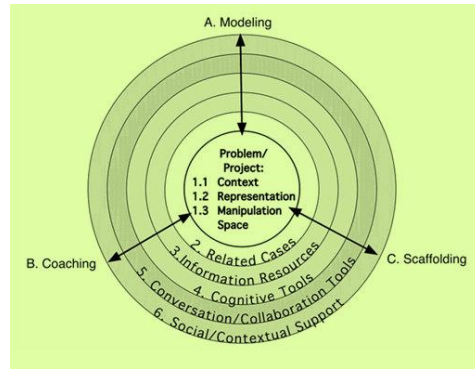 A. Modeling
Problem/
Project:
1.1 Context
1.2 Representation
1.3 Manipulation
Space
2. Related Cases
3.Information Resources
4. Cognitive Tools
5. Conversation/Collaboration Tools
6. Social/Contextual Support
B. Coaching
C. Scaffolding